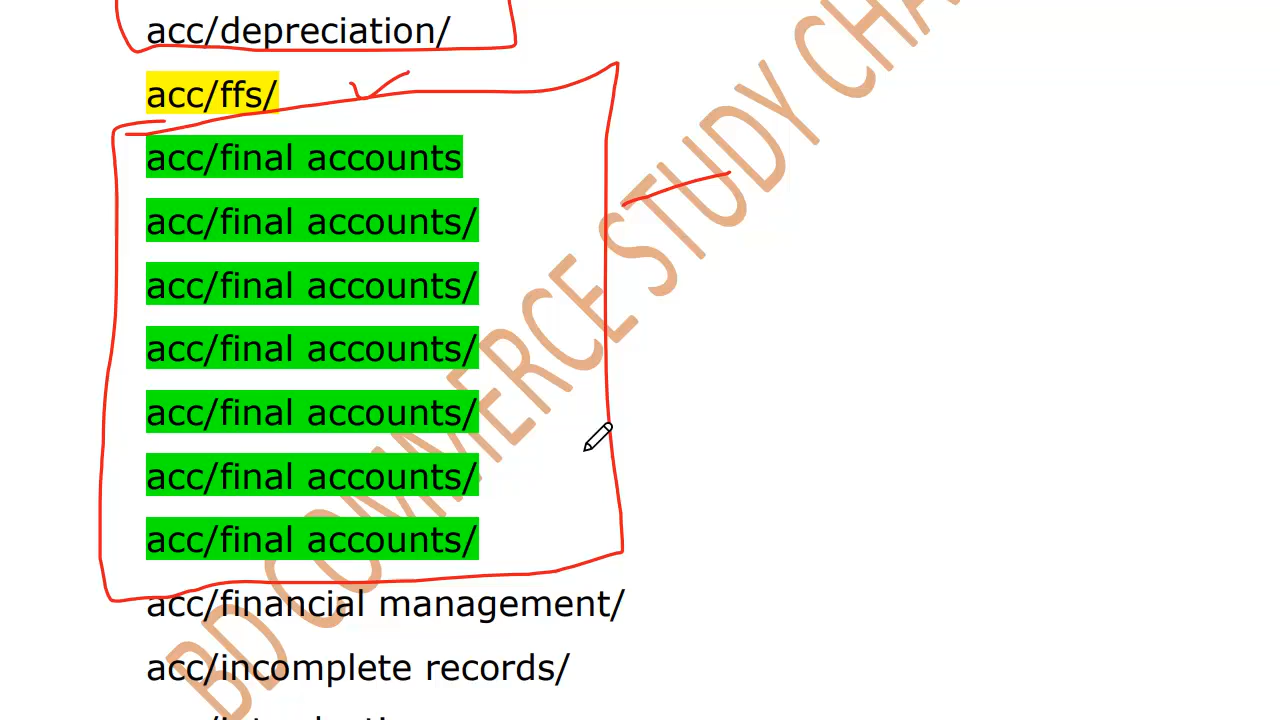 acc/depreciation/
acc/ffs/
acc/final accounts
acc/final accounts/
acc/final accounts/
acc/final accounts/
acc/final accounts/
acc/final accounts/
acc/final accounts/
acc/financial management/
acc/incomplete records/
BD COMMERCE STUDY CHA